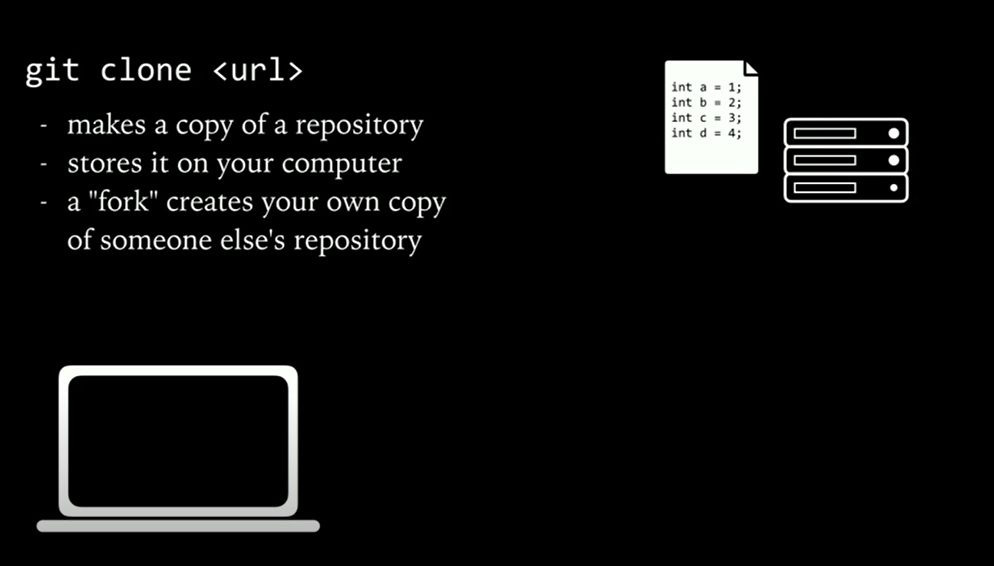 git clone <url>
- makes a copy of a repository
- stores it on your computer
- a "fork" creates your own copy
of someone else's repository
int a = 1;
int b = 2;
int c = 3;
int d = 4;